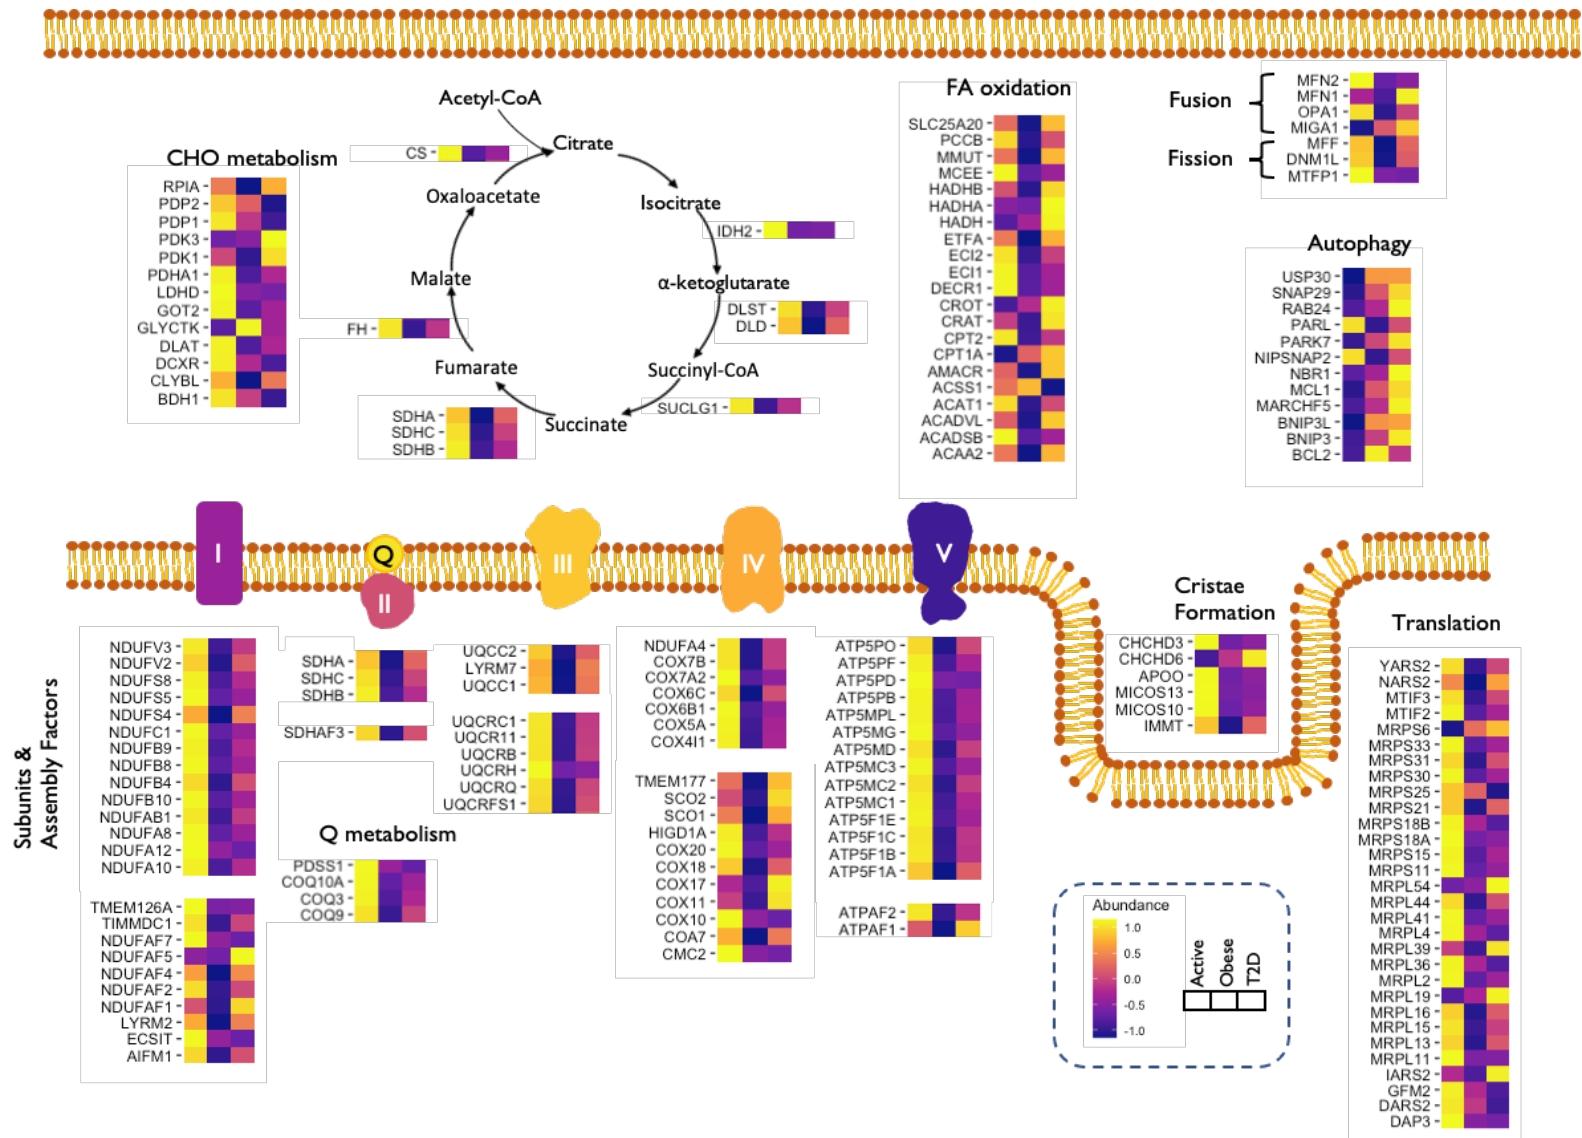 Acetyl-CoA
Citrate
CS
Oxaloacetate
Isocitrate
IDH2
Malate
α-ketoglutarate
DLST
DLD
FH
Fumarate
Succinyl-CoA
SUCLG1
Succinate
SDHA
SDHC
SDHB
CHO metabolism
RPIA
PDP2
PDP1
PDK3
PDK1
PDHA1
LDHD
GOT2
GLYCTK
DLAT
DCXR
CLYBL
BDH1
FA oxidation
SLC25A20
PCCB
MMUT
MCEE
HADHB
HADHA
HADH
ETFA
ECI2
ECI1
DECR1
CROT
CRAT
CPT2
CPT1A
AMACR
ACSS1
ACAT1
ACADVL
ACADSB
ACAA2
Fusion
Fission
MFN2
MFN1
OPA1
MIGA1
MFF
DNM1L
MTFP1
Autophagy
USP30
SNAP29
RAB24
PARL
PARK7
NIPSNAP2
NBR1
MCL1
MARCHF5
BNIP3L
BNIP3
BCL2
I
Q
II
III
IV
V
Subunits &
Assembly Factors
NDUFV3
NDUFV2
NDUFS8
NDUFS5
NDUFS4
NDUFC1
NDUFB9
NDUFB8
NDUFB4
NDUFB10
NDUFAB1
NDUFA8
NDUFA12
NDUFA10
TMEM126A
TIMMDC1
NDUFAF7
NDUFAF5
NDUFAF4
NDUFAF2
NDUFAF1
LYRM2
ECSIT
AIFM1
SDHA
SDHC
SDHB
SDHAF3
Q metabolism
PDSS1
COQ10A
COQ3
COQ9
UQCC2
LYRM7
UQCC1
UQCRC1
UQCR11
UQCRB
UQCRH
UQCRQ
UQCRFS1
NDUFA4
COX7B
COX7A2
COX6C
COX6B1
COX5A
COX4I1
TMEM177
SCO2
SCO1
HIGD1A
COX20
COX18
COX17
COX11
COX10
COA7
CMC2
ATP5PO
ATP5PF
ATP5PD
ATP5PB
ATP5MPL
ATP5MG
ATP5MD
ATP5MC3
ATP5MC2
ATP5MC1
ATP5F1E
ATP5F1C
ATP5F1B
ATP5F1A
ATPAF2
ATPAF1
Cristae
Formation
CHCHD3
CHCHD6
APOO
MICOS13
MICOS10
IMMT
Translation
YARS2
NARS2
MTIF3
MTIF2
MRPS6
MRPS33
MRPS31
MRPS30
MRPS25
MRPS21
MRPS18B
MRPS18A
MRPS15
MRPS11
MRPL54
MRPL44
MRPL41
MRPL4
MRPL39
MRPL36
MRPL2
MRPL19
MRPL16
MRPL15
MRPL13
MRPL11
IARS2
GFM2
DARS2
DAP3
Abundance
1.0
0.5
0.0
-0.5
-1.0
Active
Obese
T2D